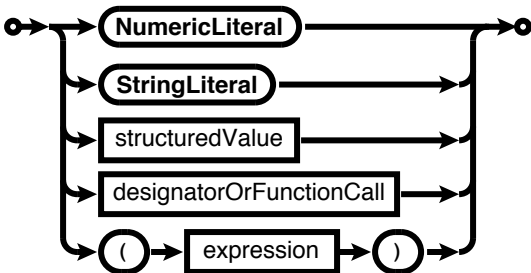 NumericLiteral
StringLiteral
structuredValue
designatorOrFunctionCall
( expression )